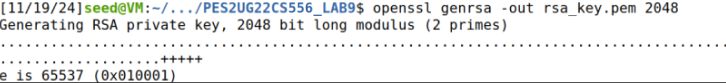 [11/19/24]seed@VM:~/.../PES2UG22CS556_LAB9$ openssl genrsa -out rsa_key.pem 2048
Generating RSA private key, 2048 bit long modulus (2 primes)
................................................................................
...................+++++
e is 65537 (0x010001)